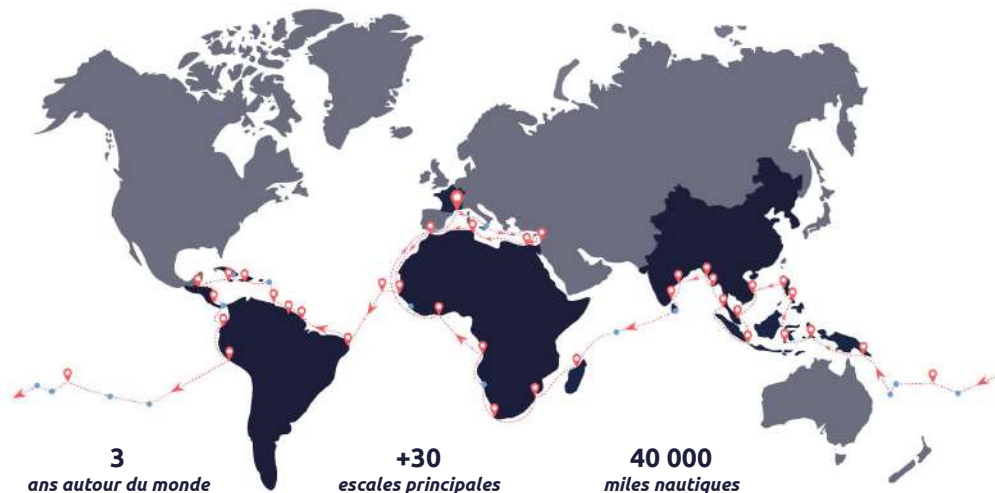 3
ans autour du monde
+30
escales principales
40 000
miles nautiques